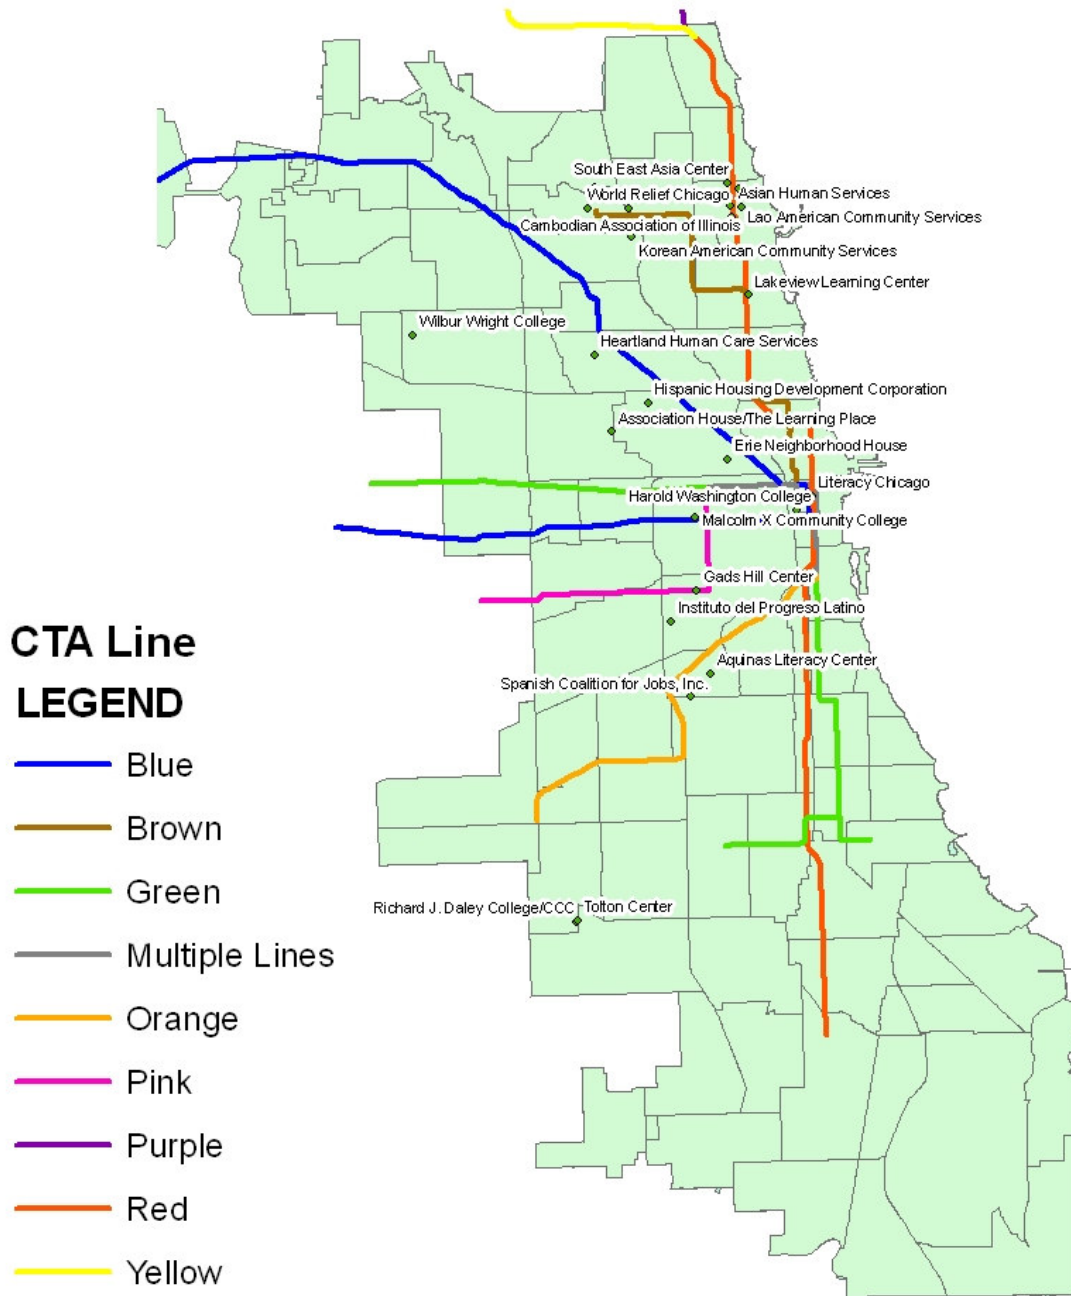 South East Asia Center
World Relief Chicago
Asian Human Services
Lao American Community Services
Cambodian Association of Illinois
Korean American Community Services
Lakeview Learning Center
Wilbur Wright College
Heartland Human Care Services
Hispanic Housing Development Corporation
Association House/The Learning Place
Erie Neighborhood House
Literacy Chicago
Harold Washington College
Malcolm X Community College
Gads Hill Center
Instituto del Progreso Latino
Aquinas Literacy Center
Spanish Coalition for Jobs, Inc.
Richard J. Daley College/CCC
Tolton Center
CTA Line
LEGEND
Blue
Brown
Green
Multiple Lines
Orange
Pink
Purple
Red
Yellow